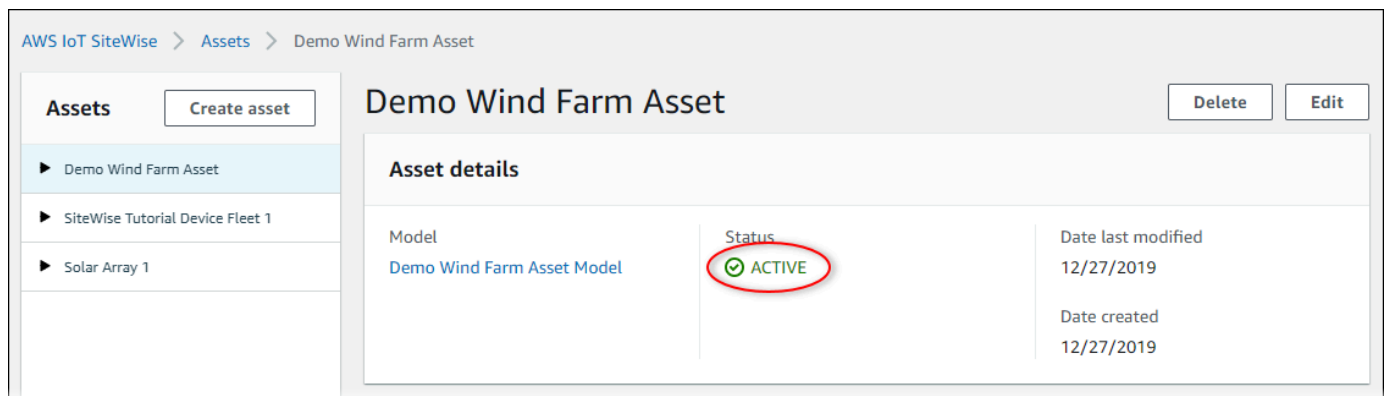 AWS IoT SiteWise > Assets > Demo Wind Farm Asset
Assets
Create asset
Demo Wind Farm Asset
SiteWise Tutorial Device Fleet 1
Solar Array 1
Demo Wind Farm Asset
Delete
Edit
Asset details
Model
Demo Wind Farm Asset Model
Status
ACTIVE
Date last modified
12/27/2019
Date created
12/27/2019